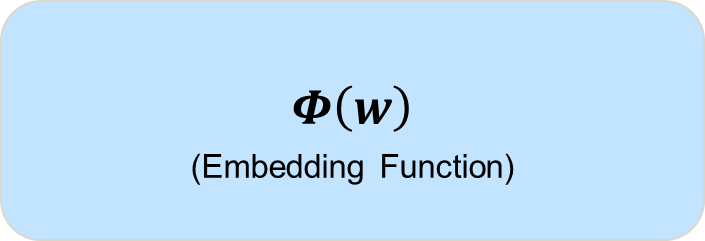 Φ(w)
(Embedding Function)